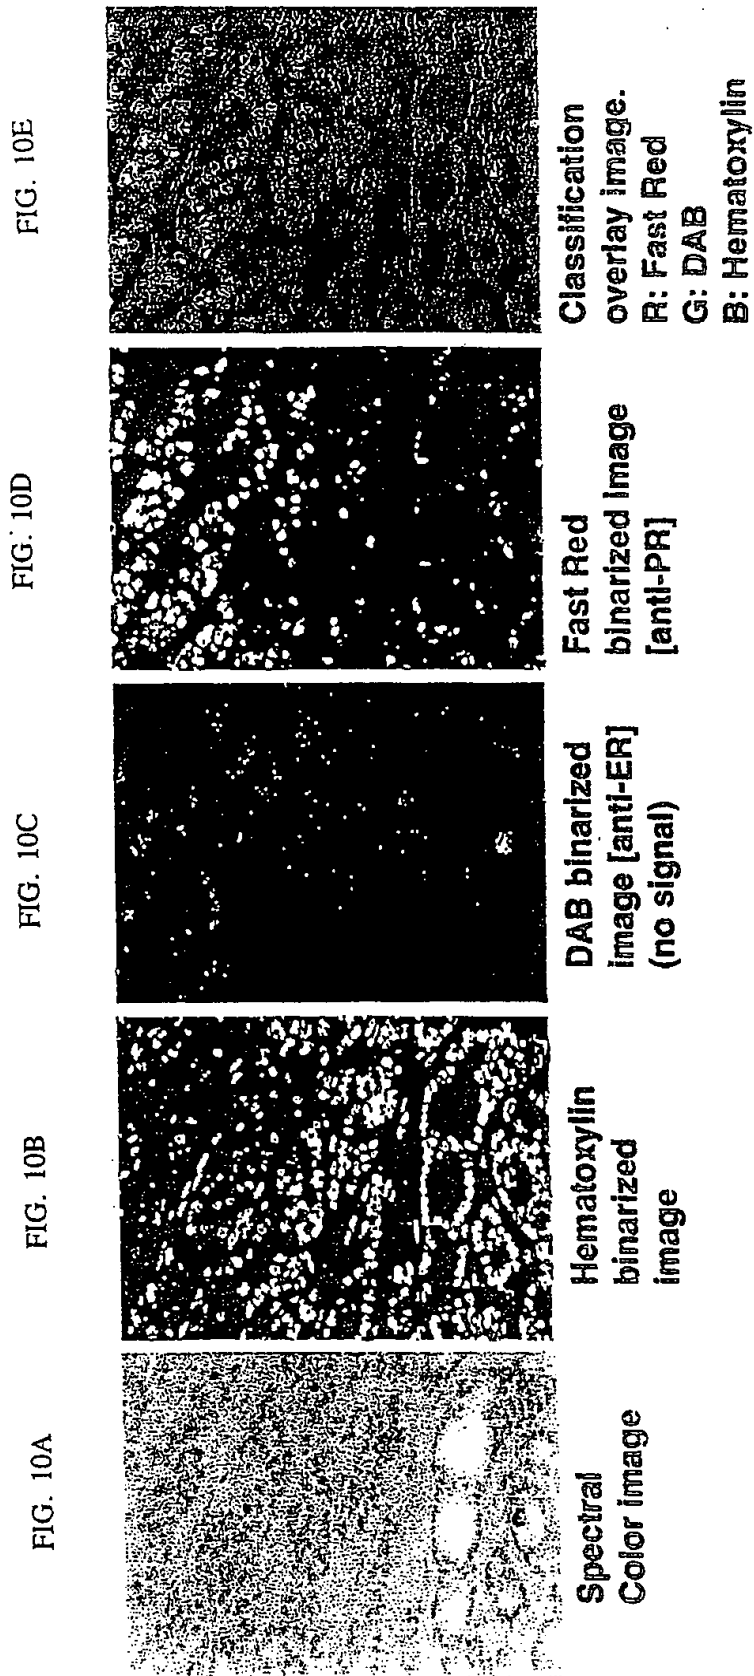 FIG. 10A
Spectral
Color image
FIG. 10B
Hematoxylin
binarized
image
FIG. 10C
DAB binarized
image [anti-ER]
(no signal)
FIG. 10D
Fast Red
binarized image
[anti-PR]
FIG. 10E
Classification
overlay image.
R: Fast Red
G: DAB
B: Hematoxylin